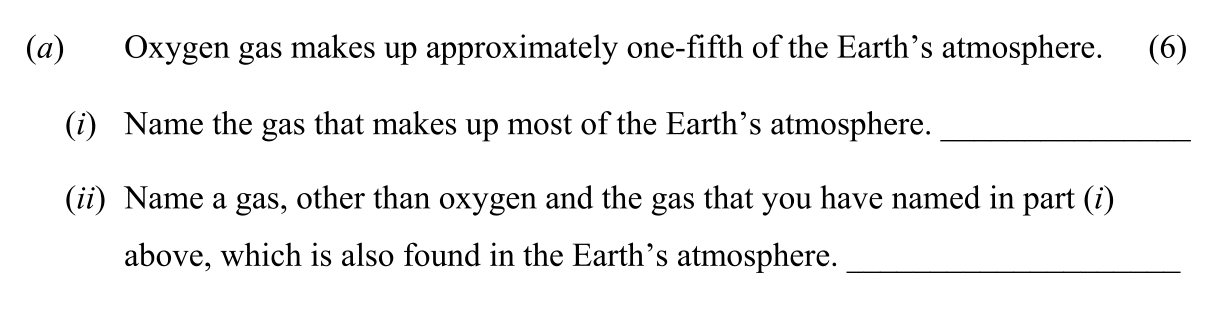 (a) Oxygen gas makes up approximately one-fifth of the Earth’s atmosphere. (6)
(i) Name the gas that makes up most of the Earth’s atmosphere. _______________
(ii) Name a gas, other than oxygen and the gas that you have named in part (i)
above, which is also found in the Earth’s atmosphere. ____________________